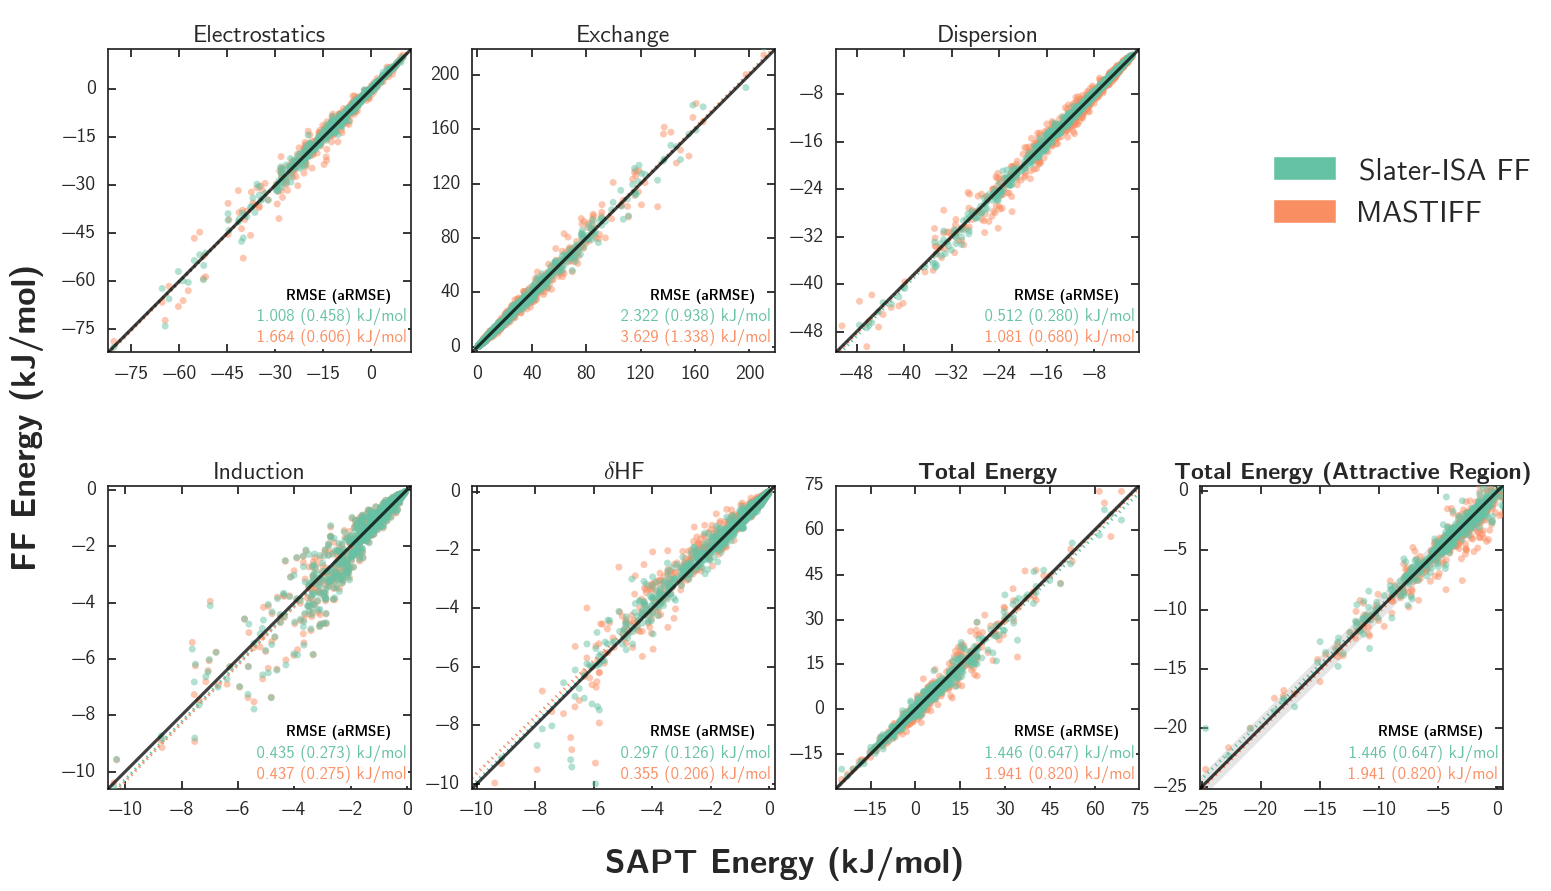 Electrostatics
0
−15
−30
−45
−60
−75
−75 −60 −45 −30 −15 0
RMSE (aRMSE)
1.008 (0.458) kJ/mol
1.664 (0.606) kJ/mol
Exchange
200
160
120
80
40
0
0 40 80 120 160 200
RMSE (aRMSE)
2.322 (0.938) kJ/mol
3.629 (1.338) kJ/mol
Dispersion
−8
−16
−24
−32
−40
−48
−48 −40 −32 −24 −16 −8
RMSE (aRMSE)
0.512 (0.280) kJ/mol
1.081 (0.680) kJ/mol
Slater-ISA FF
MASTIFF
FF Energy (kJ/mol)
Induction
0
−2
−4
−6
−8
−10
−10 −8 −6 −4 −2 0
RMSE (aRMSE)
0.435 (0.273) kJ/mol
0.437 (0.275) kJ/mol
δHF
0
−2
−4
−6
−8
−10
−10 −8 −6 −4 −2 0
RMSE (aRMSE)
0.297 (0.126) kJ/mol
0.355 (0.206) kJ/mol
Total Energy
75
60
45
30
15
0
−15
−15 0 15 30 45 60 75
RMSE (aRMSE)
1.446 (0.647) kJ/mol
1.941 (0.820) kJ/mol
Total Energy (Attractive Region)
0
−5
−10
−15
−20
−25
−25 −20 −15 −10 −5 0
RMSE (aRMSE)
1.446 (0.647) kJ/mol
1.941 (0.820) kJ/mol
SAPT Energy (kJ/mol)